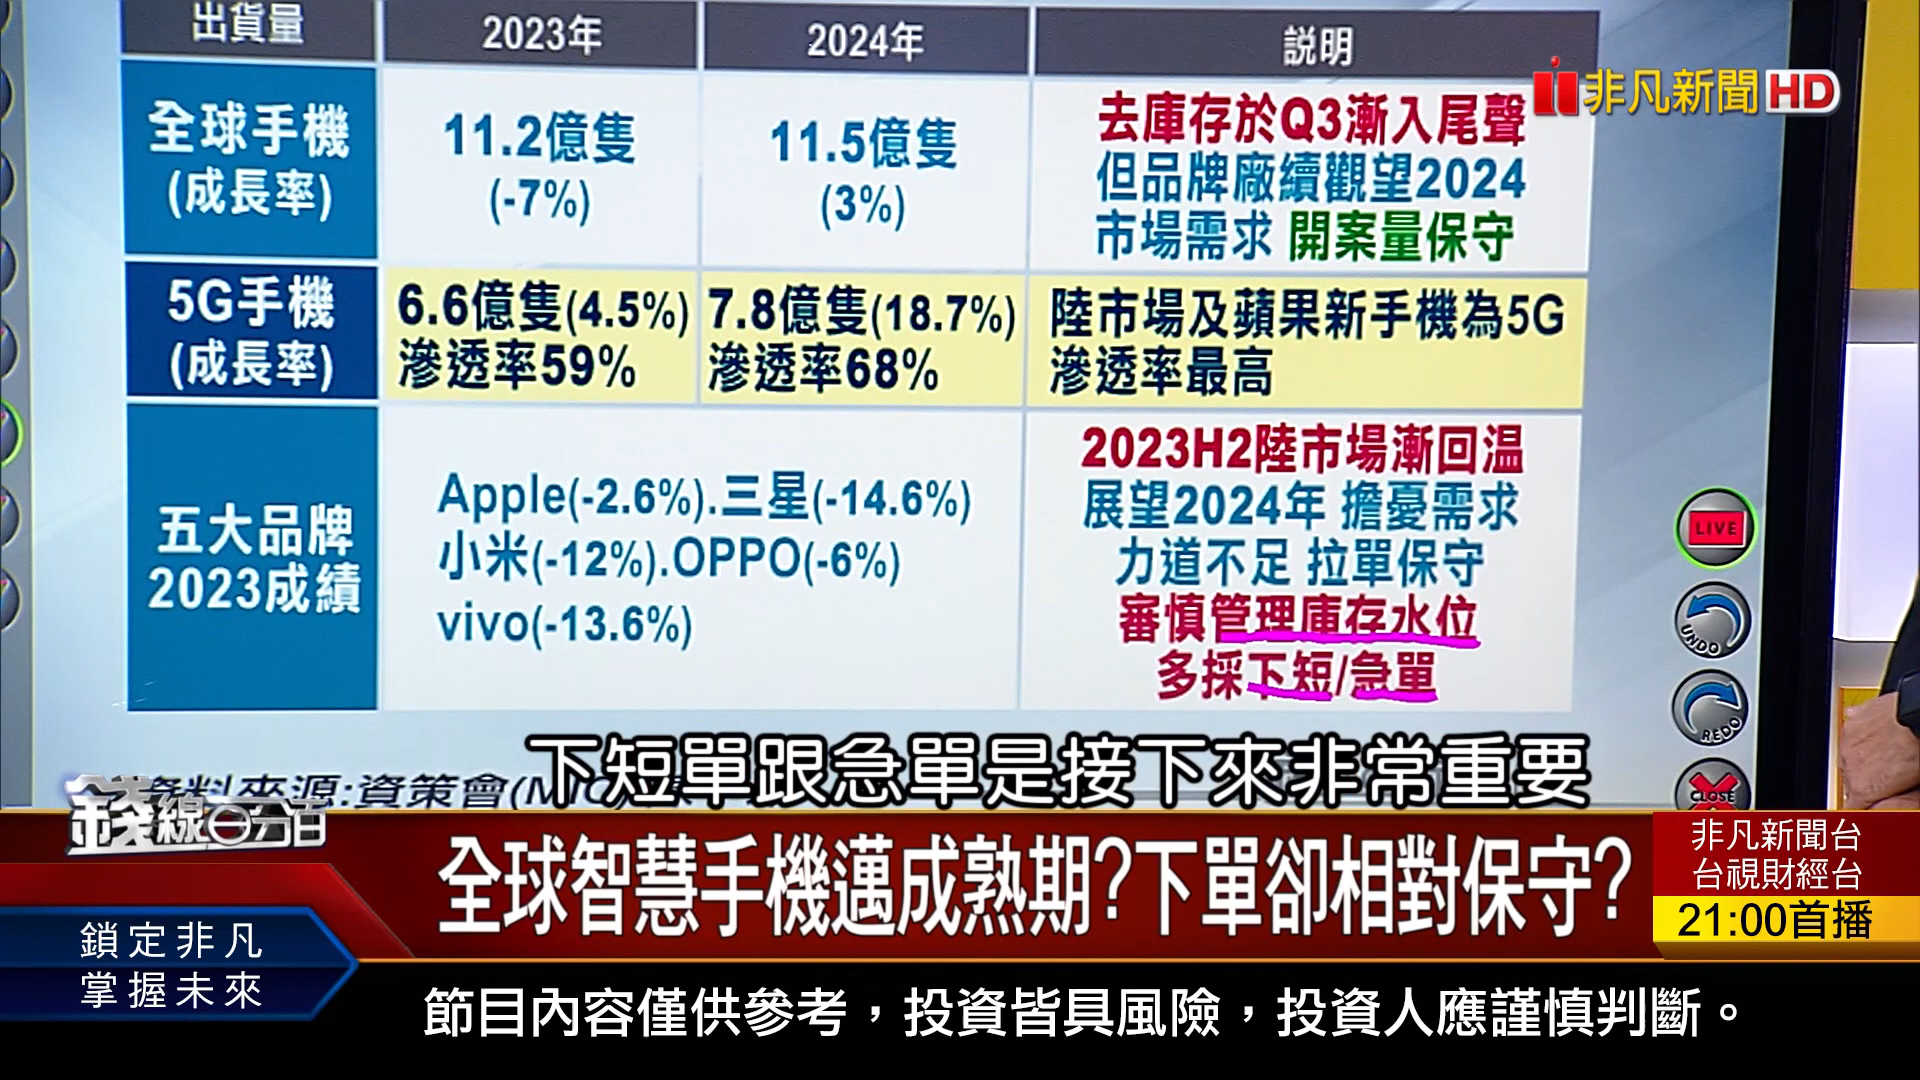 出貨量 2023年 2024年 說明
非凡新聞HD
全球手機 11.2億隻 11.5億隻 去庫存於Q3漸入尾聲
(成長率) (-7%) (3%) 但品牌廠續觀望2024
市場需求 開案量保守
5G手機 6.6億隻(4.5%) 7.8億隻(18.7%) 陸市場及蘋果新手機為5G
(成長率) 滲透率59% 滲透率68% 滲透率最高
五大品牌
2023成績
Apple(-2.6%).三星(-14.6%)
小米(-12%).OPPO(-6%)
vivo(-13.6%)
2023H2陸市場漸回溫
展望2024年 擔憂需求
力道不足 拉單保守
審慎管理庫存水位
多採下短/急單
LIVE
UNDO
REDO
CLOSE
資料來源:資策會(MIC)
下短單跟急單是接下來非常重要
錢線百分百
全球智慧手機邁成熟期?下單卻相對保守?
非凡新聞台
台視財經台
21:00首播
鎖定非凡
掌握未來
節目內容僅供參考，投資皆具風險，投資人應謹慎判斷。